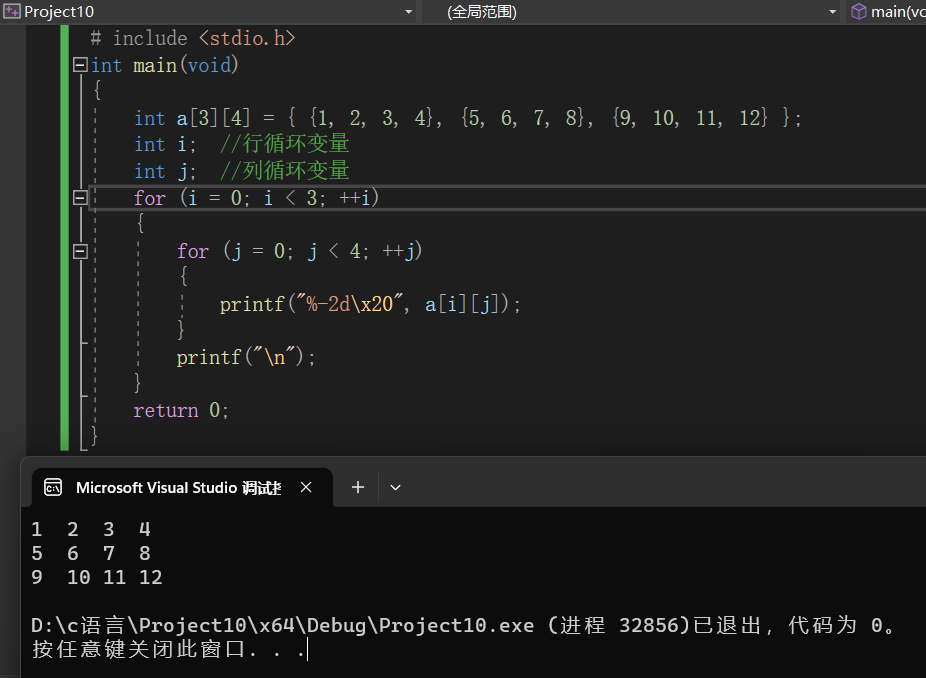 Project10 (全局范围) main(vo
# include <stdio.h>
int main(void)
{
int a[3][4] = { {1, 2, 3, 4}, {5, 6, 7, 8}, {9, 10, 11, 12} };
int i; //行循环变量
int j; //列循环变量
for (i = 0; i < 3; ++i)
{
for (j = 0; j < 4; ++j)
{
printf("%-2d\x20", a[i][j]);
}
printf("\n");
}
return 0;
}
Microsoft Visual Studio 调试
1 2 3 4
5 6 7 8
9 10 11 12
D:\c语言\Project10\x64\Debug\Project10.exe (进程 32856)已退出，代码为 0。
按任意键关闭此窗口. . .